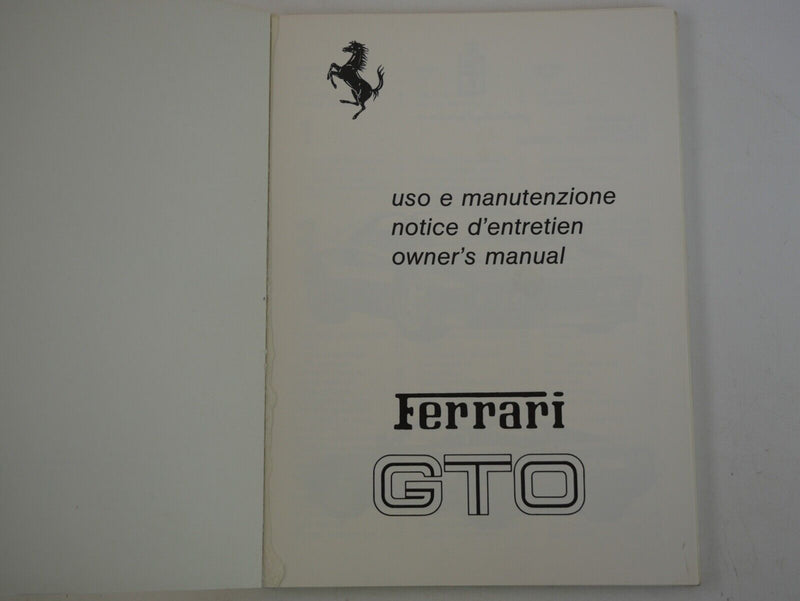 uso e manutenzione
notice d'entretien
owner's manual
Ferrari
GTO